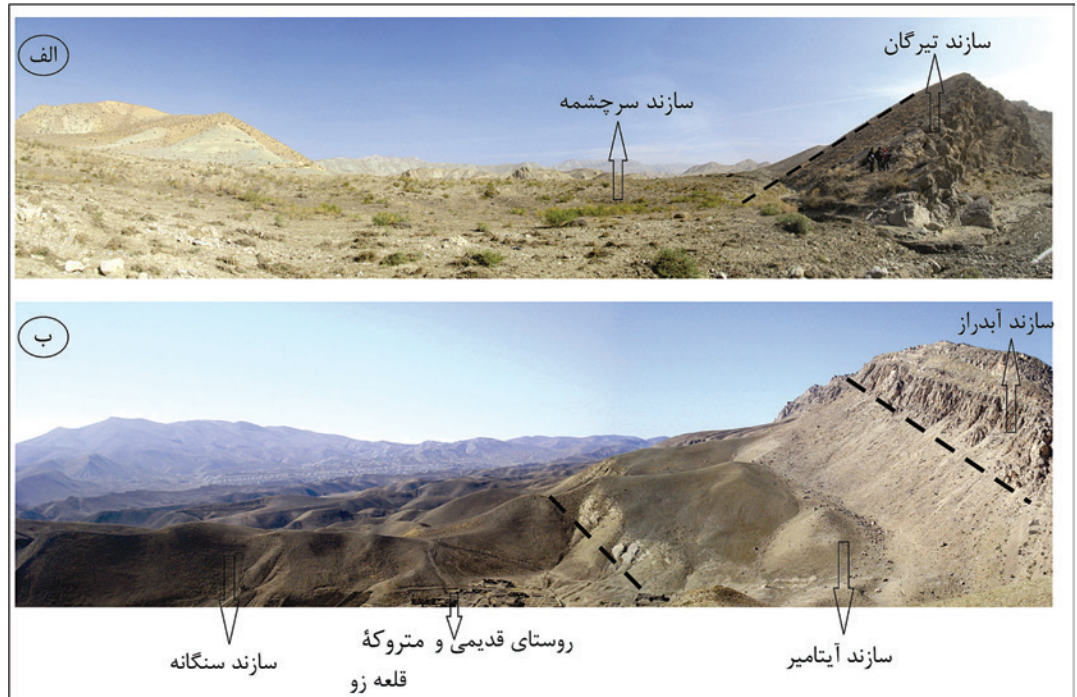 الف
سازند تیرگان
سازند سرچشمه
ب
سازند آبدراز
سازند آیتامیر
روستای قدیمی و متروکهٔ
قلعه زو
سازند سنگانه